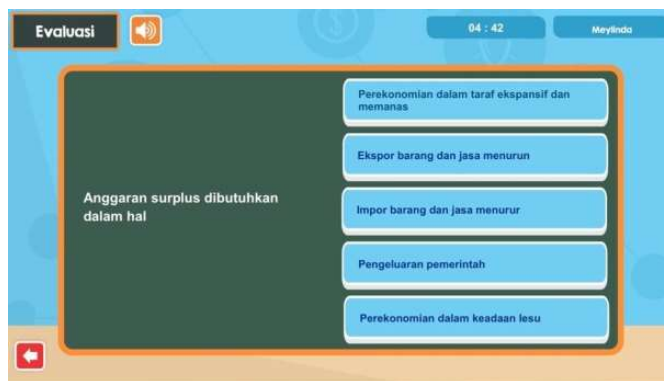 Evaluasi
04 : 42
Meylinda
Anggaran surplus dibutuhkan
dalam hal
Perekonomian dalam taraf ekspansif dan
memanas
Ekspor barang dan jasa menurun
Impor barang dan jasa menurur
Pengeluaran pemerintah
Perekonomian dalam keadaan lesu